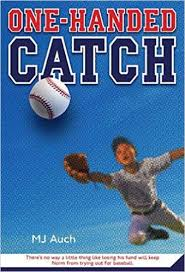 ONE-HANDED
CATCH
MJ Auch
There's no way a little thing like losing his hand will keep
Norm from trying out for baseball.